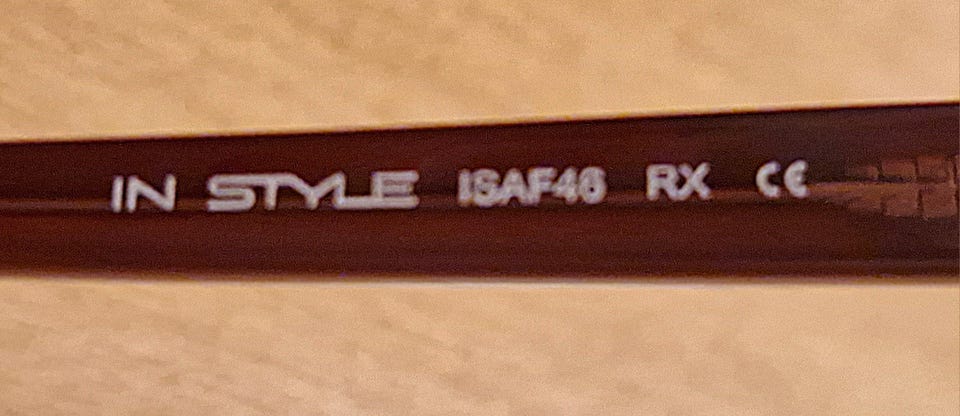 IN STYLE ISAF46 RX CE